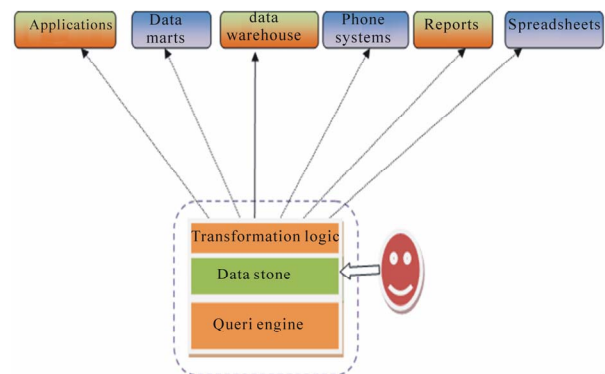 Applications
Data
marts
data
warehouse
Phone
systems
Reports
Spreadsheets
Transformation logic
Data stone
Queri engine